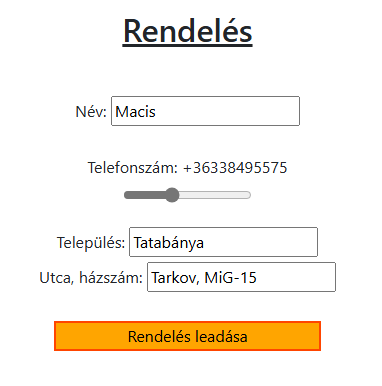 Rendelés
Név: Macis
Telefonszám: +36338495575
Település: Tatabánya
Utca, házszám: Tarkov, MiG-15
Rendelés leadása